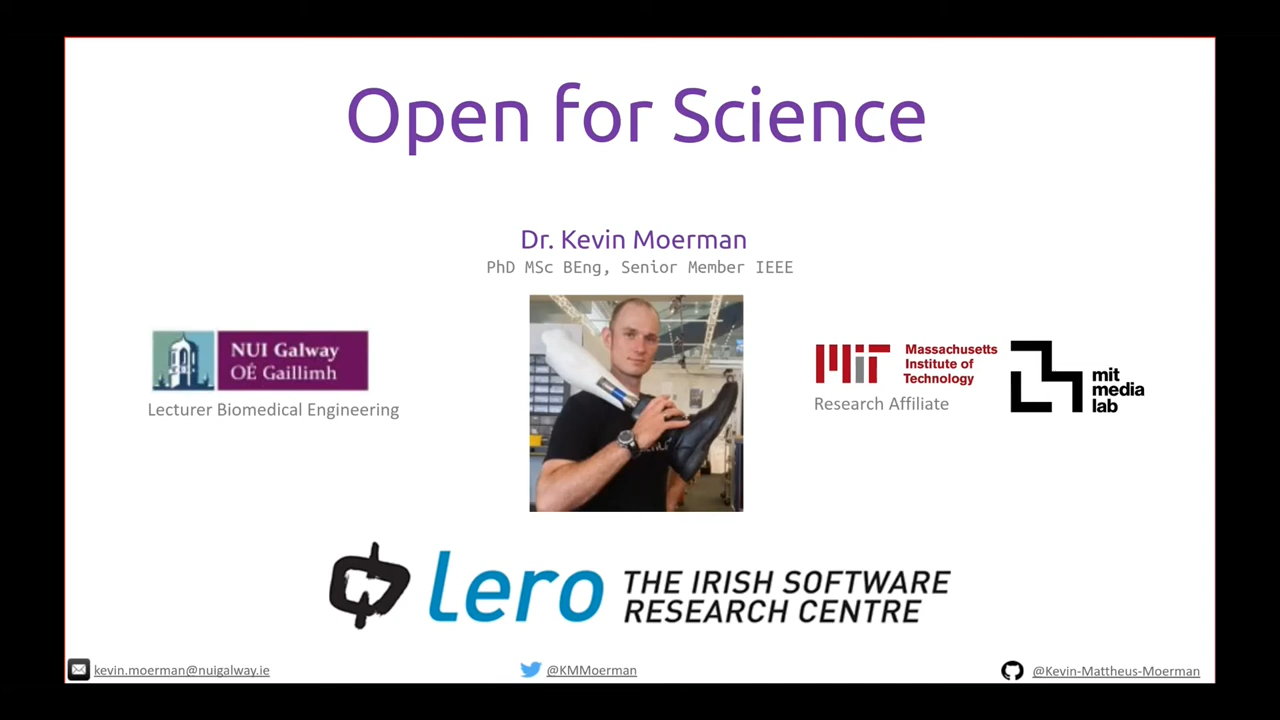 Open for Science
Dr. Kevin Moerman
PhD MSc BEng, Senior Member IEEE
NUI Galway
OÉ Gaillimh
Lecturer Biomedical Engineering
MIT
Massachusetts
Institute of
Technology
Research Affiliate
mit
media
lab
Lero
THE IRISH SOFTWARE
RESEARCH CENTRE
kevin.moerman@nuigalway.ie
@KMMoerman
@Kevin-Mattheus-Moerman